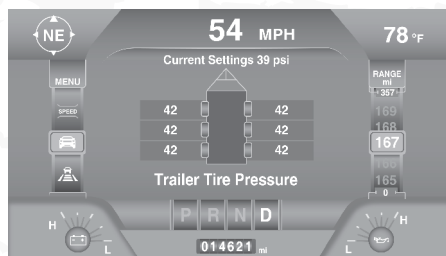 NE
54 MPH
78 °F
Current Settings 39 psi
MENU
RANGE
mi
357
SPEED
42 42
169
42 42
168
167
42 42
166
165
0
Trailer Tire Pressure
P R N D
H L
014621 mi
H L